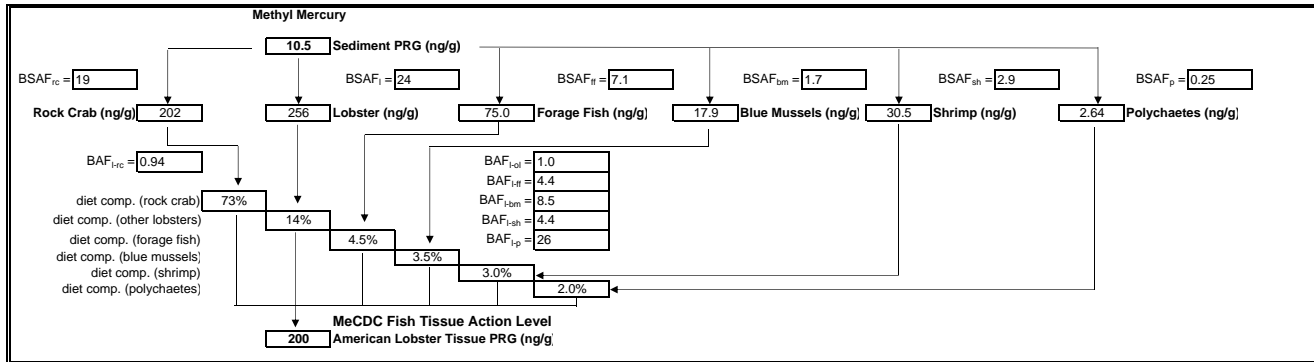 Methyl Mercury
10.5 Sediment PRG (ng/g)
BSAFrc = 19 BSAFl = 24 BSAFff = 7.1 BSAFbm = 1.7 BSAFsh = 2.9 BSAFp = 0.25
Rock Crab (ng/g) 202 256 Lobster (ng/g) 75.0 Forage Fish (ng/g) 17.9 Blue Mussels (ng/g) 30.5 Shrimp (ng/g) 2.64 Polychaetes (ng/g)
BAFl-rc = 0.94 BAFl-ol = 1.0
BAFl-ff = 4.4
diet comp. (rock crab) 73% BAFl-bm = 8.5
diet comp. (other lobsters) 14% BAFl-sh = 4.4
diet comp. (forage fish) 4.5% BAFl-p = 26
diet comp. (blue mussels) 3.5%
diet comp. (shrimp) 3.0%
diet comp. (polychaetes) 2.0%
MeCDC Fish Tissue Action Level
200 American Lobster Tissue PRG (ng/g)